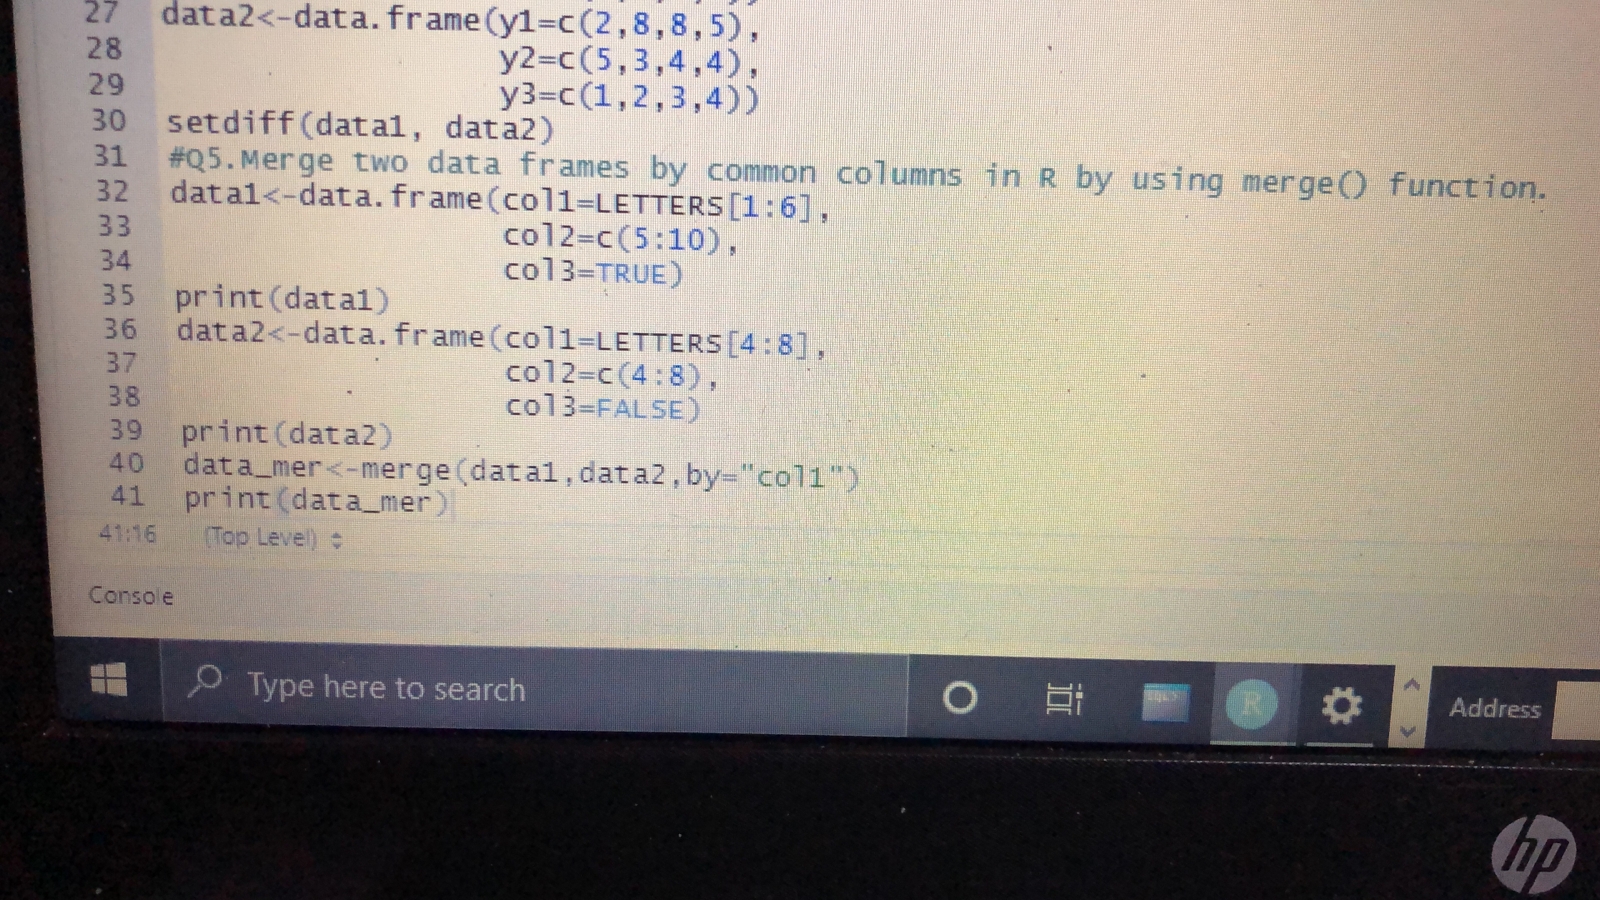 27 data2<-data.frame(y1=c(2,8,8,5),
28 y2=c(5,3,4,4),
29 y3=c(1,2,3,4))
30 setdiff(data1, data2)
31 #Q5.Merge two data frames by common columns in R by using merge() function.
32 data1<-data.frame(col1=LETTERS[1:6],
33 col2=c(5:10),
34 col3=TRUE)
35 print(data1)
36 data2<-data.frame(col1=LETTERS[4:8],
37 col2=c(4:8),
38 col3=FALSE)
39 print(data2)
40 data_mer<-merge(data1,data2,by="col1")
41 print(data_mer)
41:16 (Top Level)
Console
Type here to search
R
Address
hp